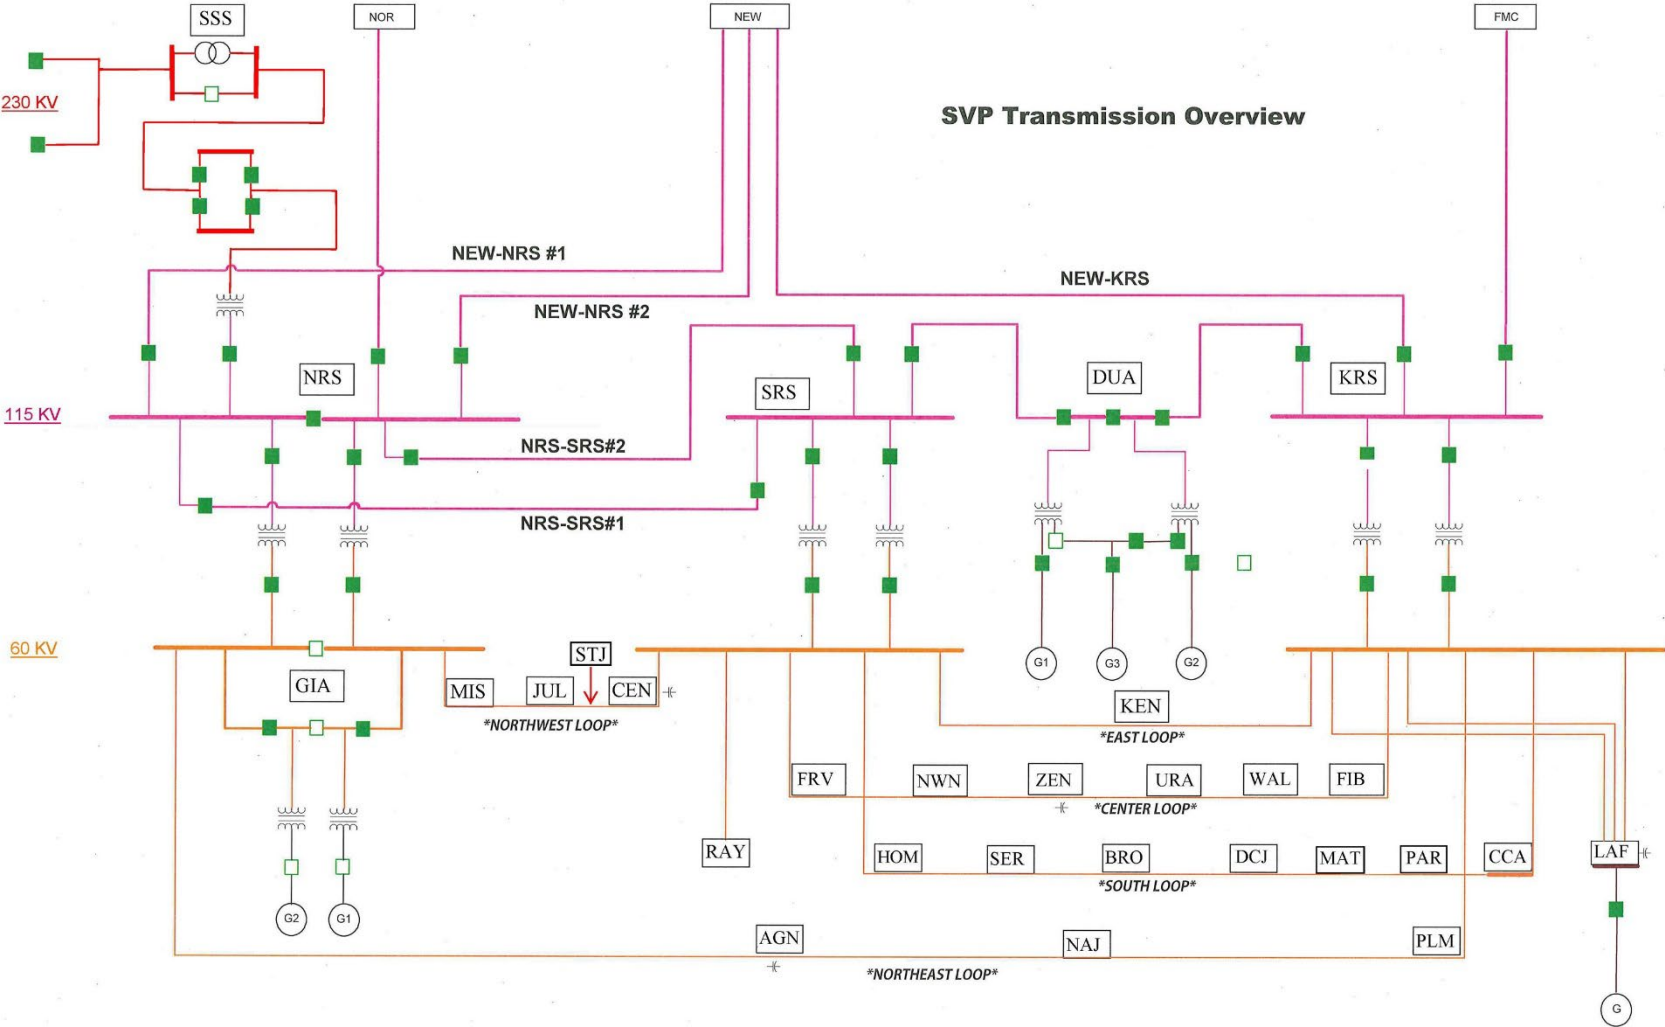 SSS
NOR
NEW
FMC
230 KV
SVP Transmission Overview
NEW-NRS #1
NEW-KRS
NEW-NRS #2
NRS
SRS
DUA
KRS
115 KV
NRS-SRS#2
NRS-SRS#1
60 KV
STJ
G1
G3
G2
GIA
MIS
JUL
CEN
*NORTHWEST LOOP*
KEN
*EAST LOOP*
FRV
NWN
ZEN
URA
WAL
FIB
*CENTER LOOP*
RAY
HOM
SER
BRO
DCJ
MAT
PAR
CCA
LAF
*SOUTH LOOP*
G2
G1
AGN
NAJ
PLM
*NORTHEAST LOOP*
G